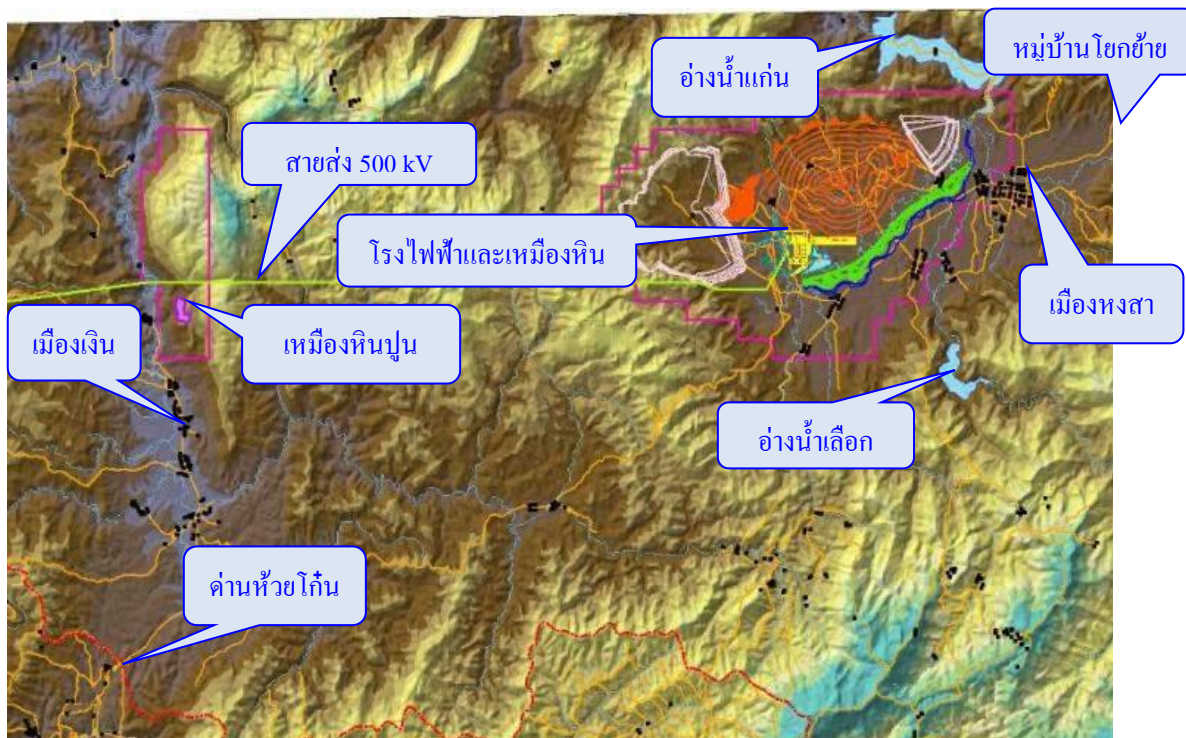 อ่างน้ำแก่น
หมู่บ้านโยกย้าย
สายส่ง 500 kV
โรงไฟฟ้าและเหมืองหิน
เมืองหงสา
เมืองเงิน
เหมืองหินปูน
อ่างน้ำเลือก
ด่านห้วยโก๋น